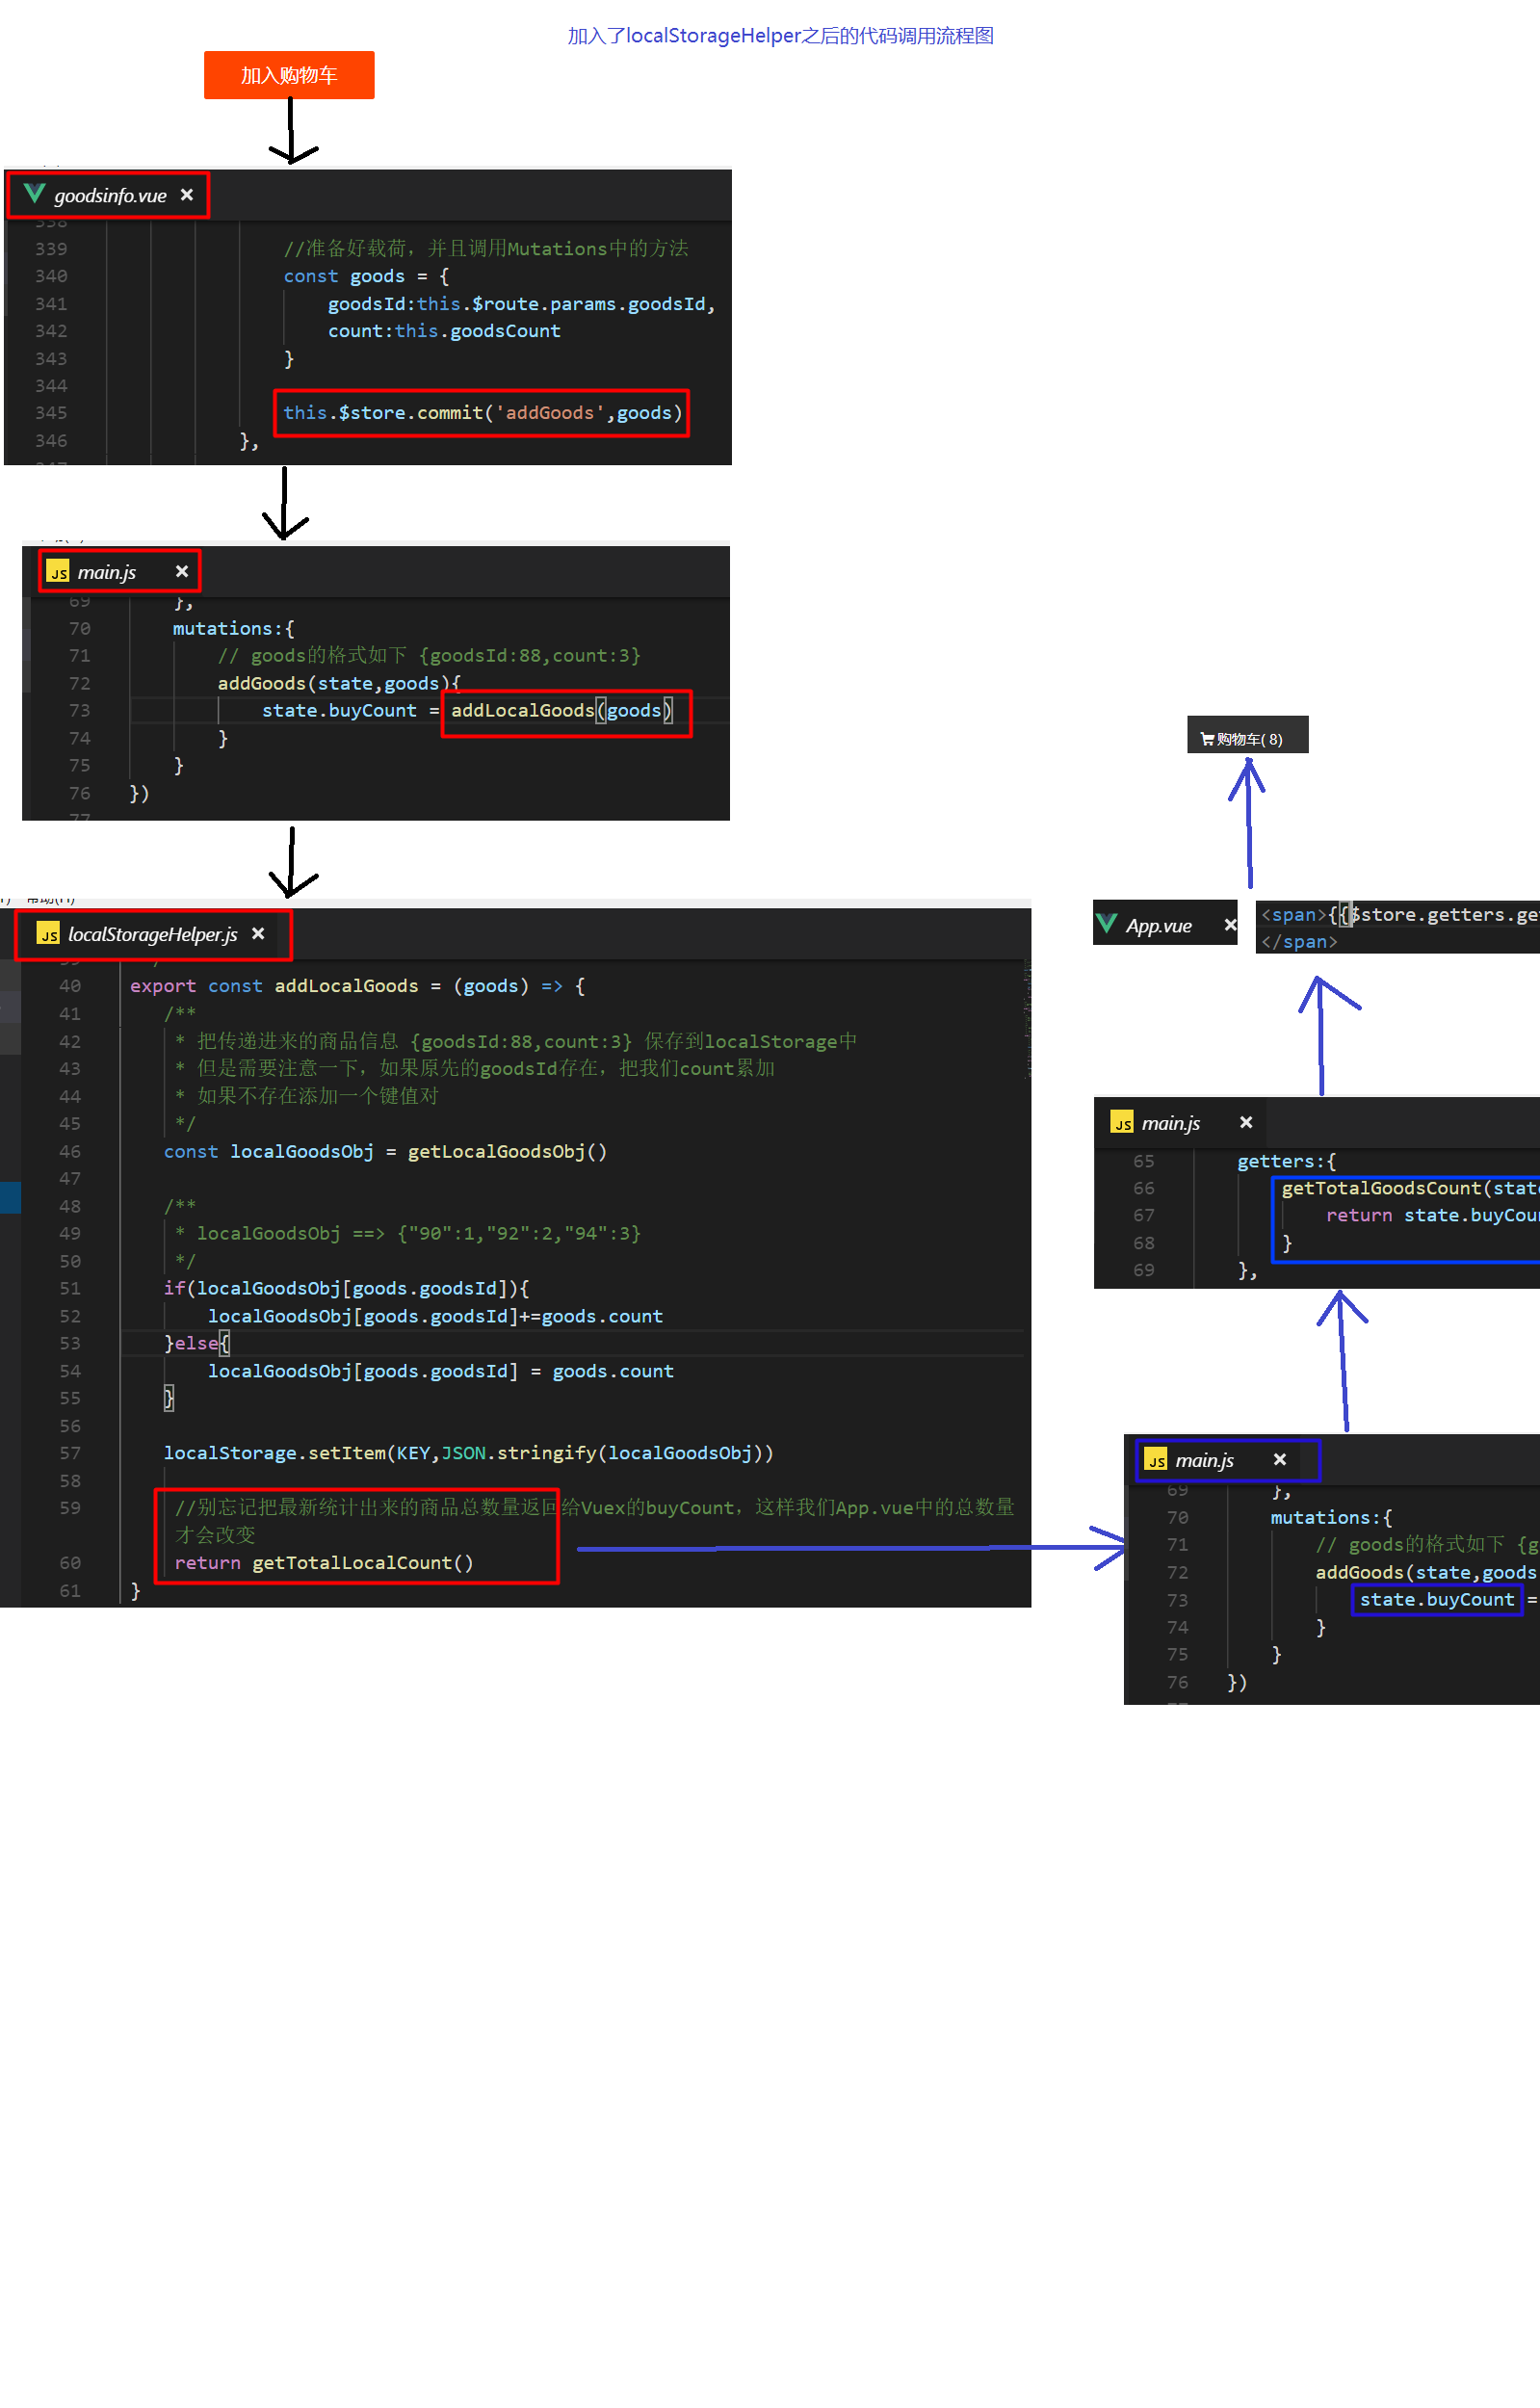 加入了localStorageHelper之后的代码调用流程图
加入购物车
goodsinfo.vue ×
338
339 //准备好载荷，并且调用Mutations中的方法
340 const goods = {
341 goodsId:this.$route.params.goodsId,
342 count:this.goodsCount
343 }
344
345 this.$store.commit('addGoods',goods)
346 },
JS main.js ×
69 },
70 mutations:{
71 // goods的格式如下 {goodsId:88,count:3}
72 addGoods(state,goods){
73 state.buyCount = addLocalGoods(goods)
74 }
75 }
76 })
77
帮助(H)
JS localStorageHelper.js ×
40 export const addLocalGoods = (goods) => {
41 /**
42 * 把传递进来的商品信息 {goodsId:88,count:3} 保存到localStorage中
43 * 但是需要注意一下，如果原先的goodsId存在，把我们count累加
44 * 如果不存在添加一个键值对
45 */
46 const localGoodsObj = getLocalGoodsObj()
47
48 /**
49 * localGoodsObj ==> {"90":1,"92":2,"94":3}
50 */
51 if(localGoodsObj[goods.goodsId]){
52 localGoodsObj[goods.goodsId]+=goods.count
53 }else{
54 localGoodsObj[goods.goodsId] = goods.count
55 }
56
57 localStorage.setItem(KEY,JSON.stringify(localGoodsObj))
58
59 //别忘记把最新统计出来的商品总数量返回给Vuex的buyCount，这样我们App.vue中的总数量
才会改变
60 return getTotalLocalCount()
61 }
购物车( 8)
App.vue ×
<span>{{$store.getters.ge
</span>
JS main.js ×
65 getters:{
66 getTotalGoodsCount(stat
67 return state.buyCou
68 }
69 },
JS main.js ×
69 },
70 mutations:{
71 // goods的格式如下 {g
72 addGoods(state,goods
73 state.buyCount =
74 }
75 }
76 })